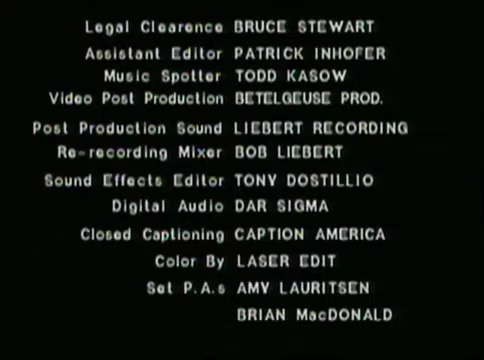 Legal Clearence BRUCE STEWART
Assistant Editor PATRICK INHOFER
Music Spotter TODD KASOW
Video Post Production BETELGEUSE PROD.
Post Production Sound LIEBERT RECORDING
Re-recording Mixer BOB LIEBERT
Sound Effects Editor TONY DOSTILLIO
Digital Audio DAR SIGMA
Closed Captioning CAPTION AMERICA
Color By LASER EDIT
Set P.A.s AMY LAURITSEN
BRIAN MacDONALD